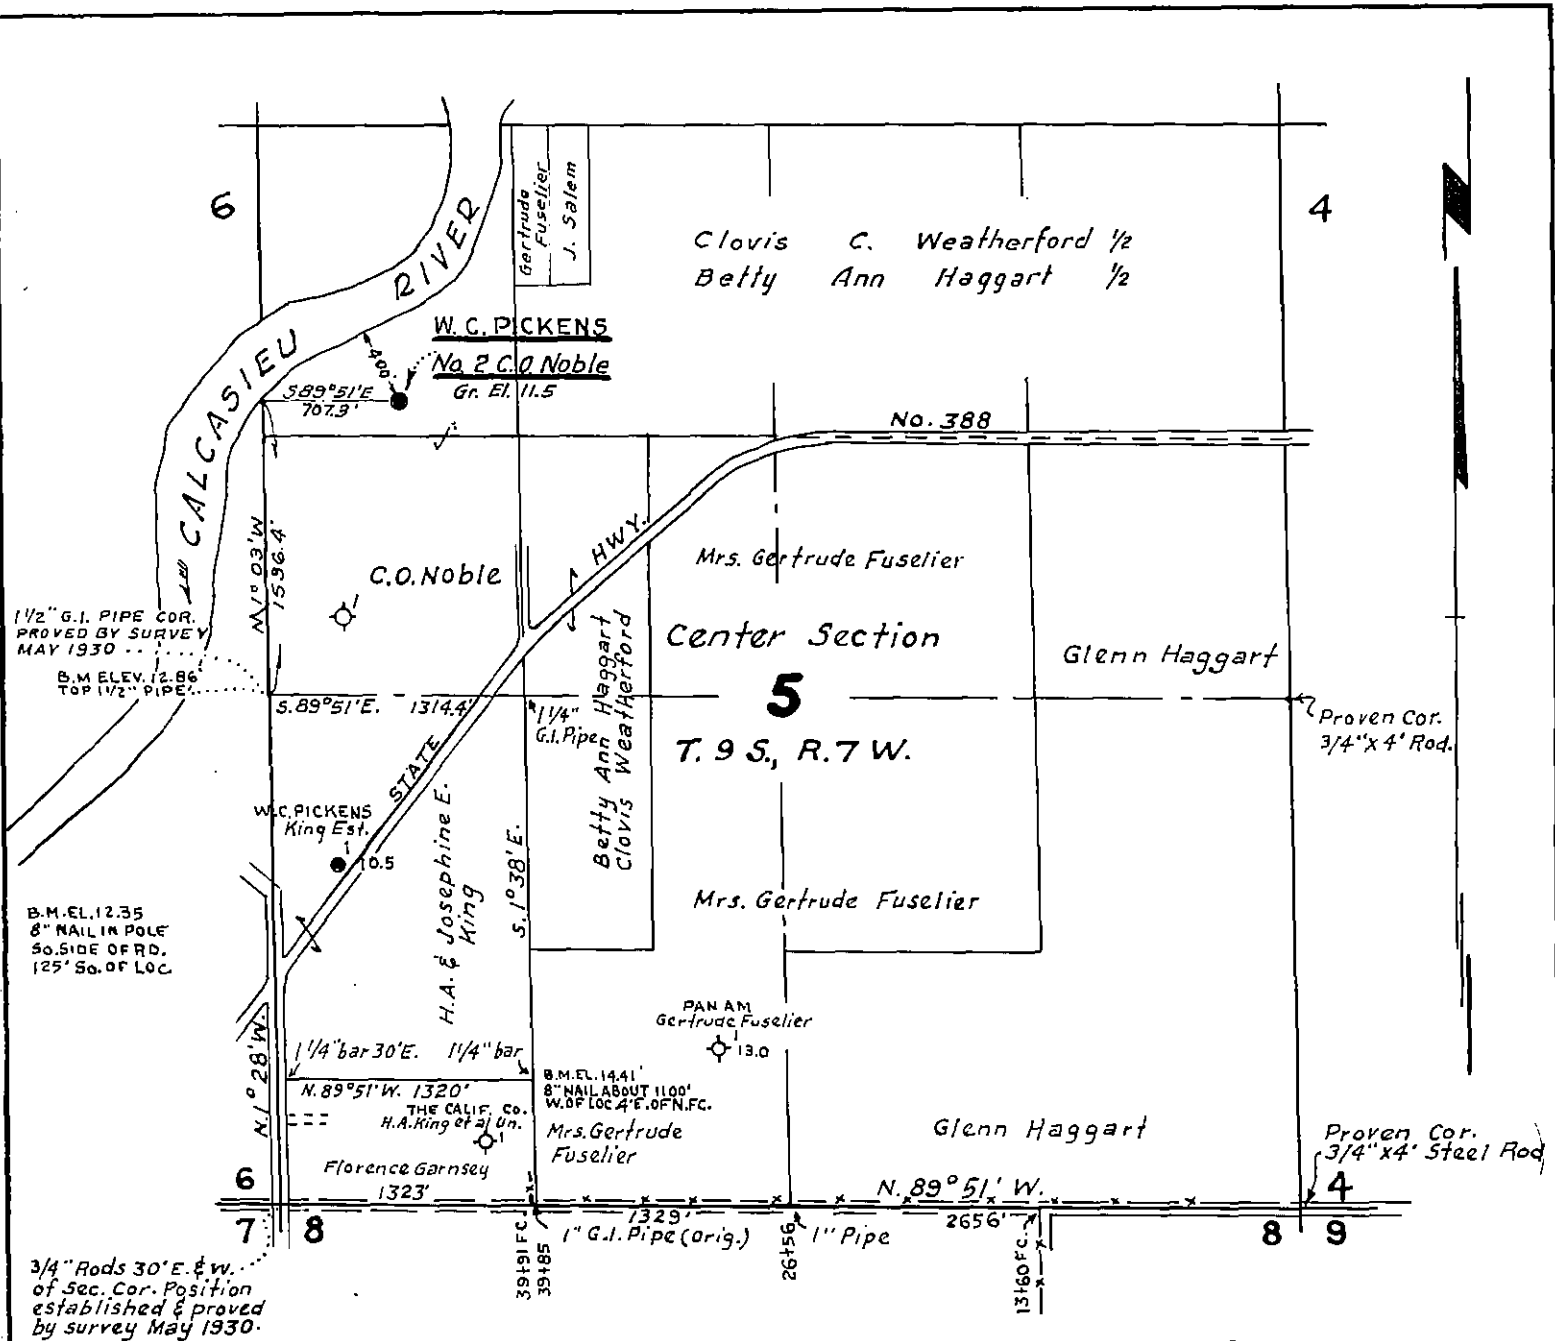 6
4
CALCASIEU RIVER
Gertrude
Fuselier
J. Salem
Clovis C. Weatherford 1/2
Betty Ann Haggart 1/2
W. C. PICKENS
No. 2 C.O. Noble
Gr. El. 11.5
400'
S 89°51'E
707.3'
No. 388
HWY.
STATE
N 1° 03' W
1596.4'
C.O. Noble
1
Mrs. Gertrude Fuselier
1 1/2" G.I. PIPE COR.
PROVED BY SURVEY
MAY 1930
B.M ELEV. 12.86'
TOP 1 1/2" PIPE
Center Section
5
T. 9 S., R. 7 W.
Glenn Haggart
S. 89°51'E. 1314.4'
1 1/4"
G.I. Pipe
Betty Ann Haggart
Clovis Weatherford
Proven Cor.
3/4" x 4' Rod.
W.C. PICKENS
King Est.
1
10.5
H.A. & Josephine E.
King
S. 1° 38' E.
Mrs. Gertrude Fuselier
B.M. EL. 12.35
8" NAIL IN POLE
So. SIDE OF RD.
125' So. OF LOC
PAN AM
Gertrude Fuselier
1
13.0
N. 1° 28' W.
1 1/4" bar 30' E. 1 1/4" bar
N. 89°51' W. 1320'
B.M. EL. 14.41'
8" NAIL ABOUT 1100'
W. OF LOC. 4' E. OF N. FC.
THE CALIF. Co.
H.A. King et al Un.
1
Mrs. Gertrude
Fuselier
Glenn Haggart
Florence Garnsey
1323'
Proven Cor.
3/4" x 4' Steel Rod
6
4
N. 89° 51' W.
1329'
2656'
7 8
8 9
1" G.I. Pipe (orig.)
1" Pipe
39+91 FC.
39+85
26+56
13+60 FC.
3/4" Rods 30' E. & W.
of Sec. Cor. Position
established & proved
by survey May 1930.